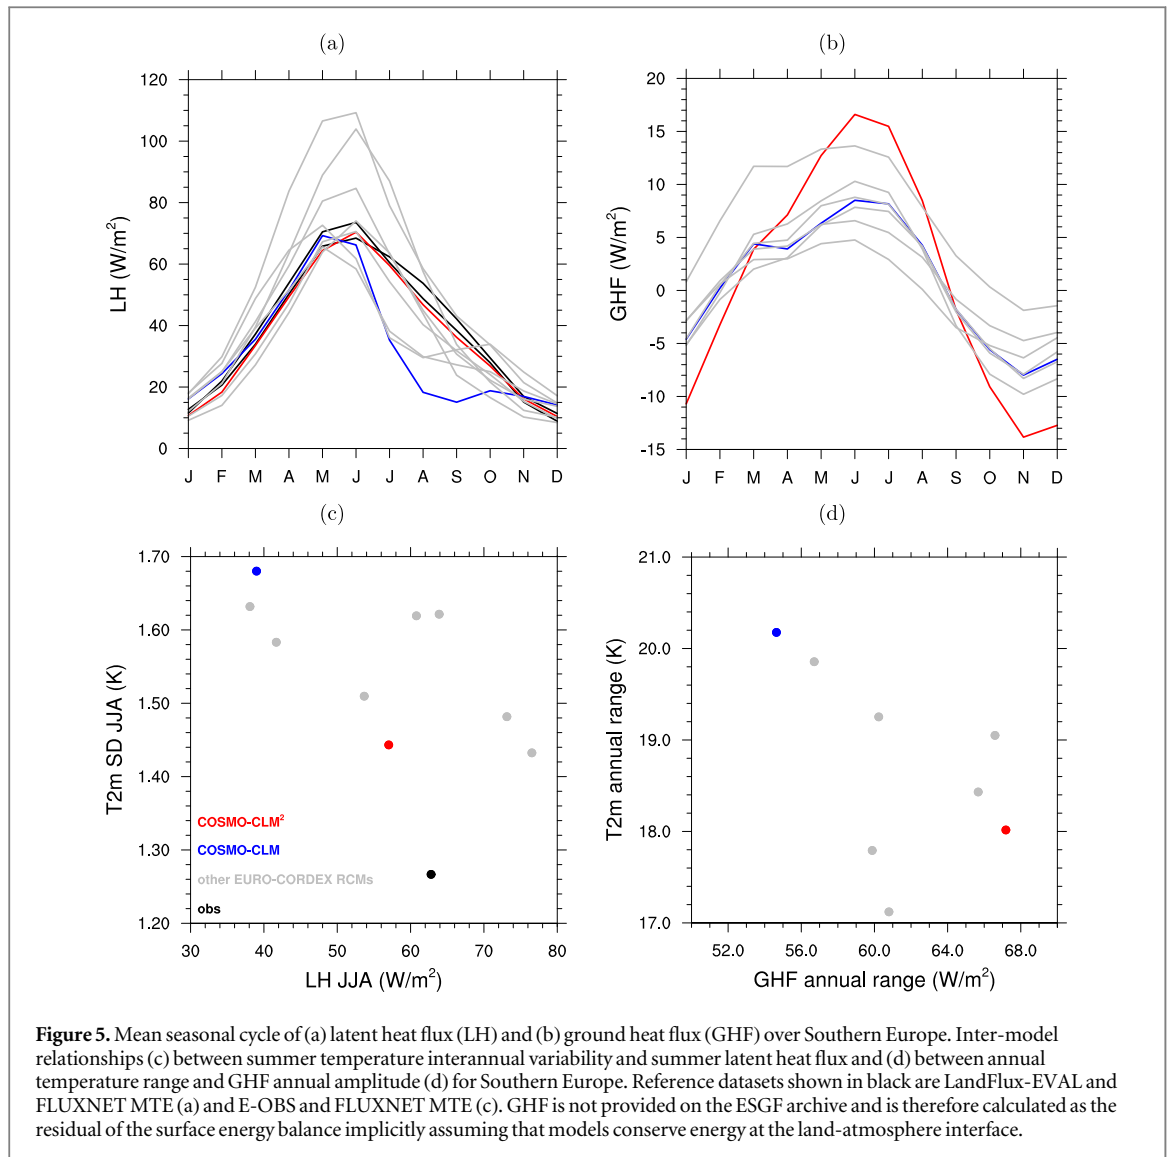 (a)
(b)
120
100
80
60
40
20
0
LH (W/m²)
J F M A M J J A S O N D
20
15
10
5
0
-5
-10
-15
GHF (W/m²)
J F M A M J J A S O N D
(c)
(d)
1.70
1.60
1.50
1.40
1.30
1.20
T2m SD JJA (K)
COSMO-CLM²
COSMO-CLM
other EURO-CORDEX RCMs
obs
30 40 50 60 70 80
LH JJA (W/m²)
21.0
20.0
19.0
18.0
17.0
T2m annual range (K)
52.0 56.0 60.0 64.0 68.0
GHF annual range (W/m²)
Figure 5. Mean seasonal cycle of (a) latent heat flux (LH) and (b) ground heat flux (GHF) over Southern Europe. Inter-model
relationships (c) between summer temperature interannual variability and summer latent heat flux and (d) between annual
temperature range and GHF annual amplitude (d) for Southern Europe. Reference datasets shown in black are LandFlux-EVAL and
FLUXNET MTE (a) and E-OBS and FLUXNET MTE (c). GHF is not provided on the ESGF archive and is therefore calculated as the
residual of the surface energy balance implicitly assuming that models conserve energy at the land-atmosphere interface.